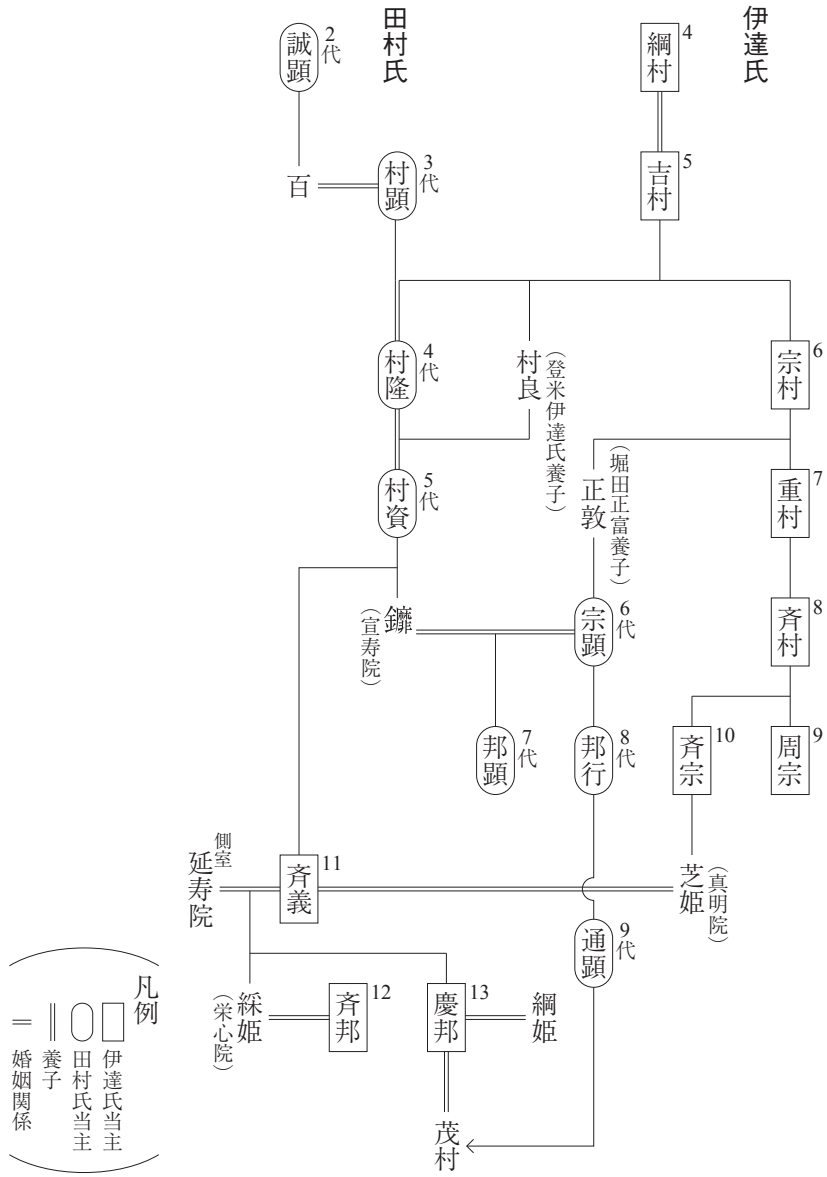 伊達氏
4
綱村
5
吉村
6
宗村
村良
(登米伊達氏養子)
7
重村
正敦
(堀田正富養子)
8
斉村
9
周宗
10
斉宗
芝姫
(真明院)
田村氏
2代
誠顕
百
3代
村顕
4代
村隆
5代
村資
鑼
(宣寿院)
6代
宗顕
7代
邦顕
8代
邦行
9代
通顕
11
斉義
側室
延寿院
綱姫
13
慶邦
12
斉邦
綵姫
(栄心院)
茂村
凡例
伊達氏当主
田村氏当主
養子
婚姻関係